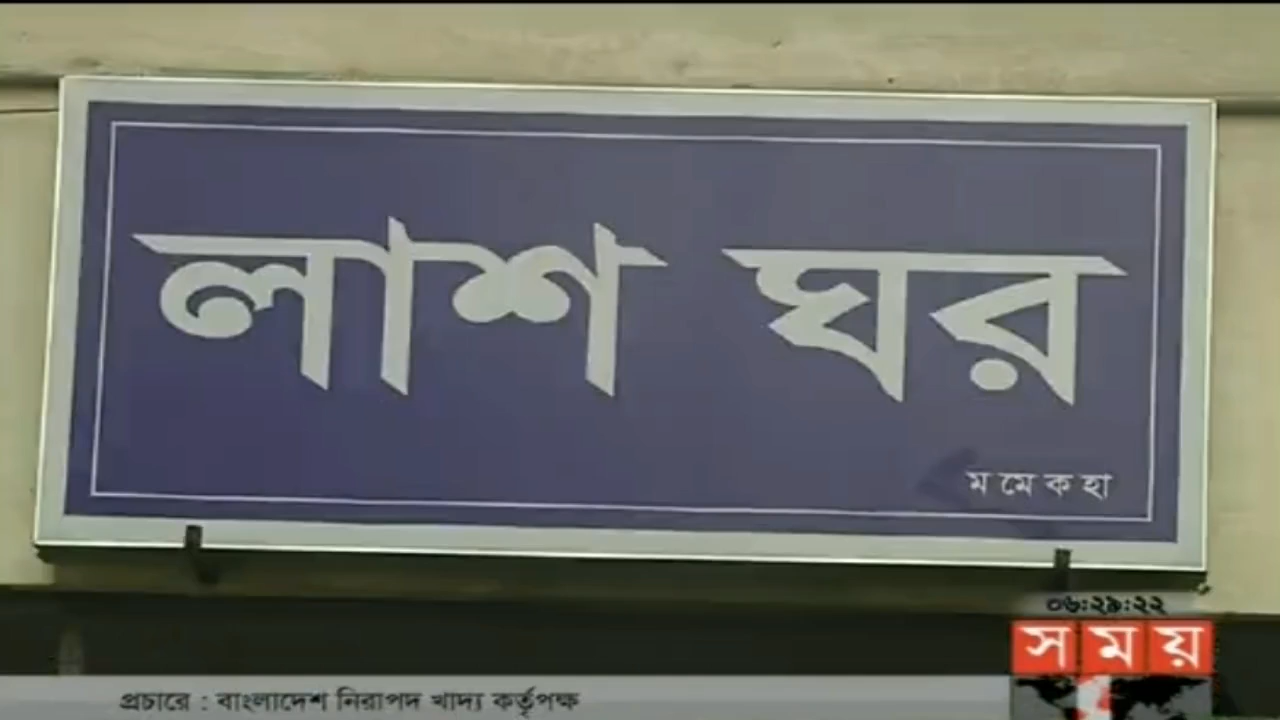 লাশ ঘর
ম মে ক হা
০৬:২৯:২২
সময়
প্রচারে : বাংলাদেশ নিরাপদ খাদ্য কর্তৃপক্ষ